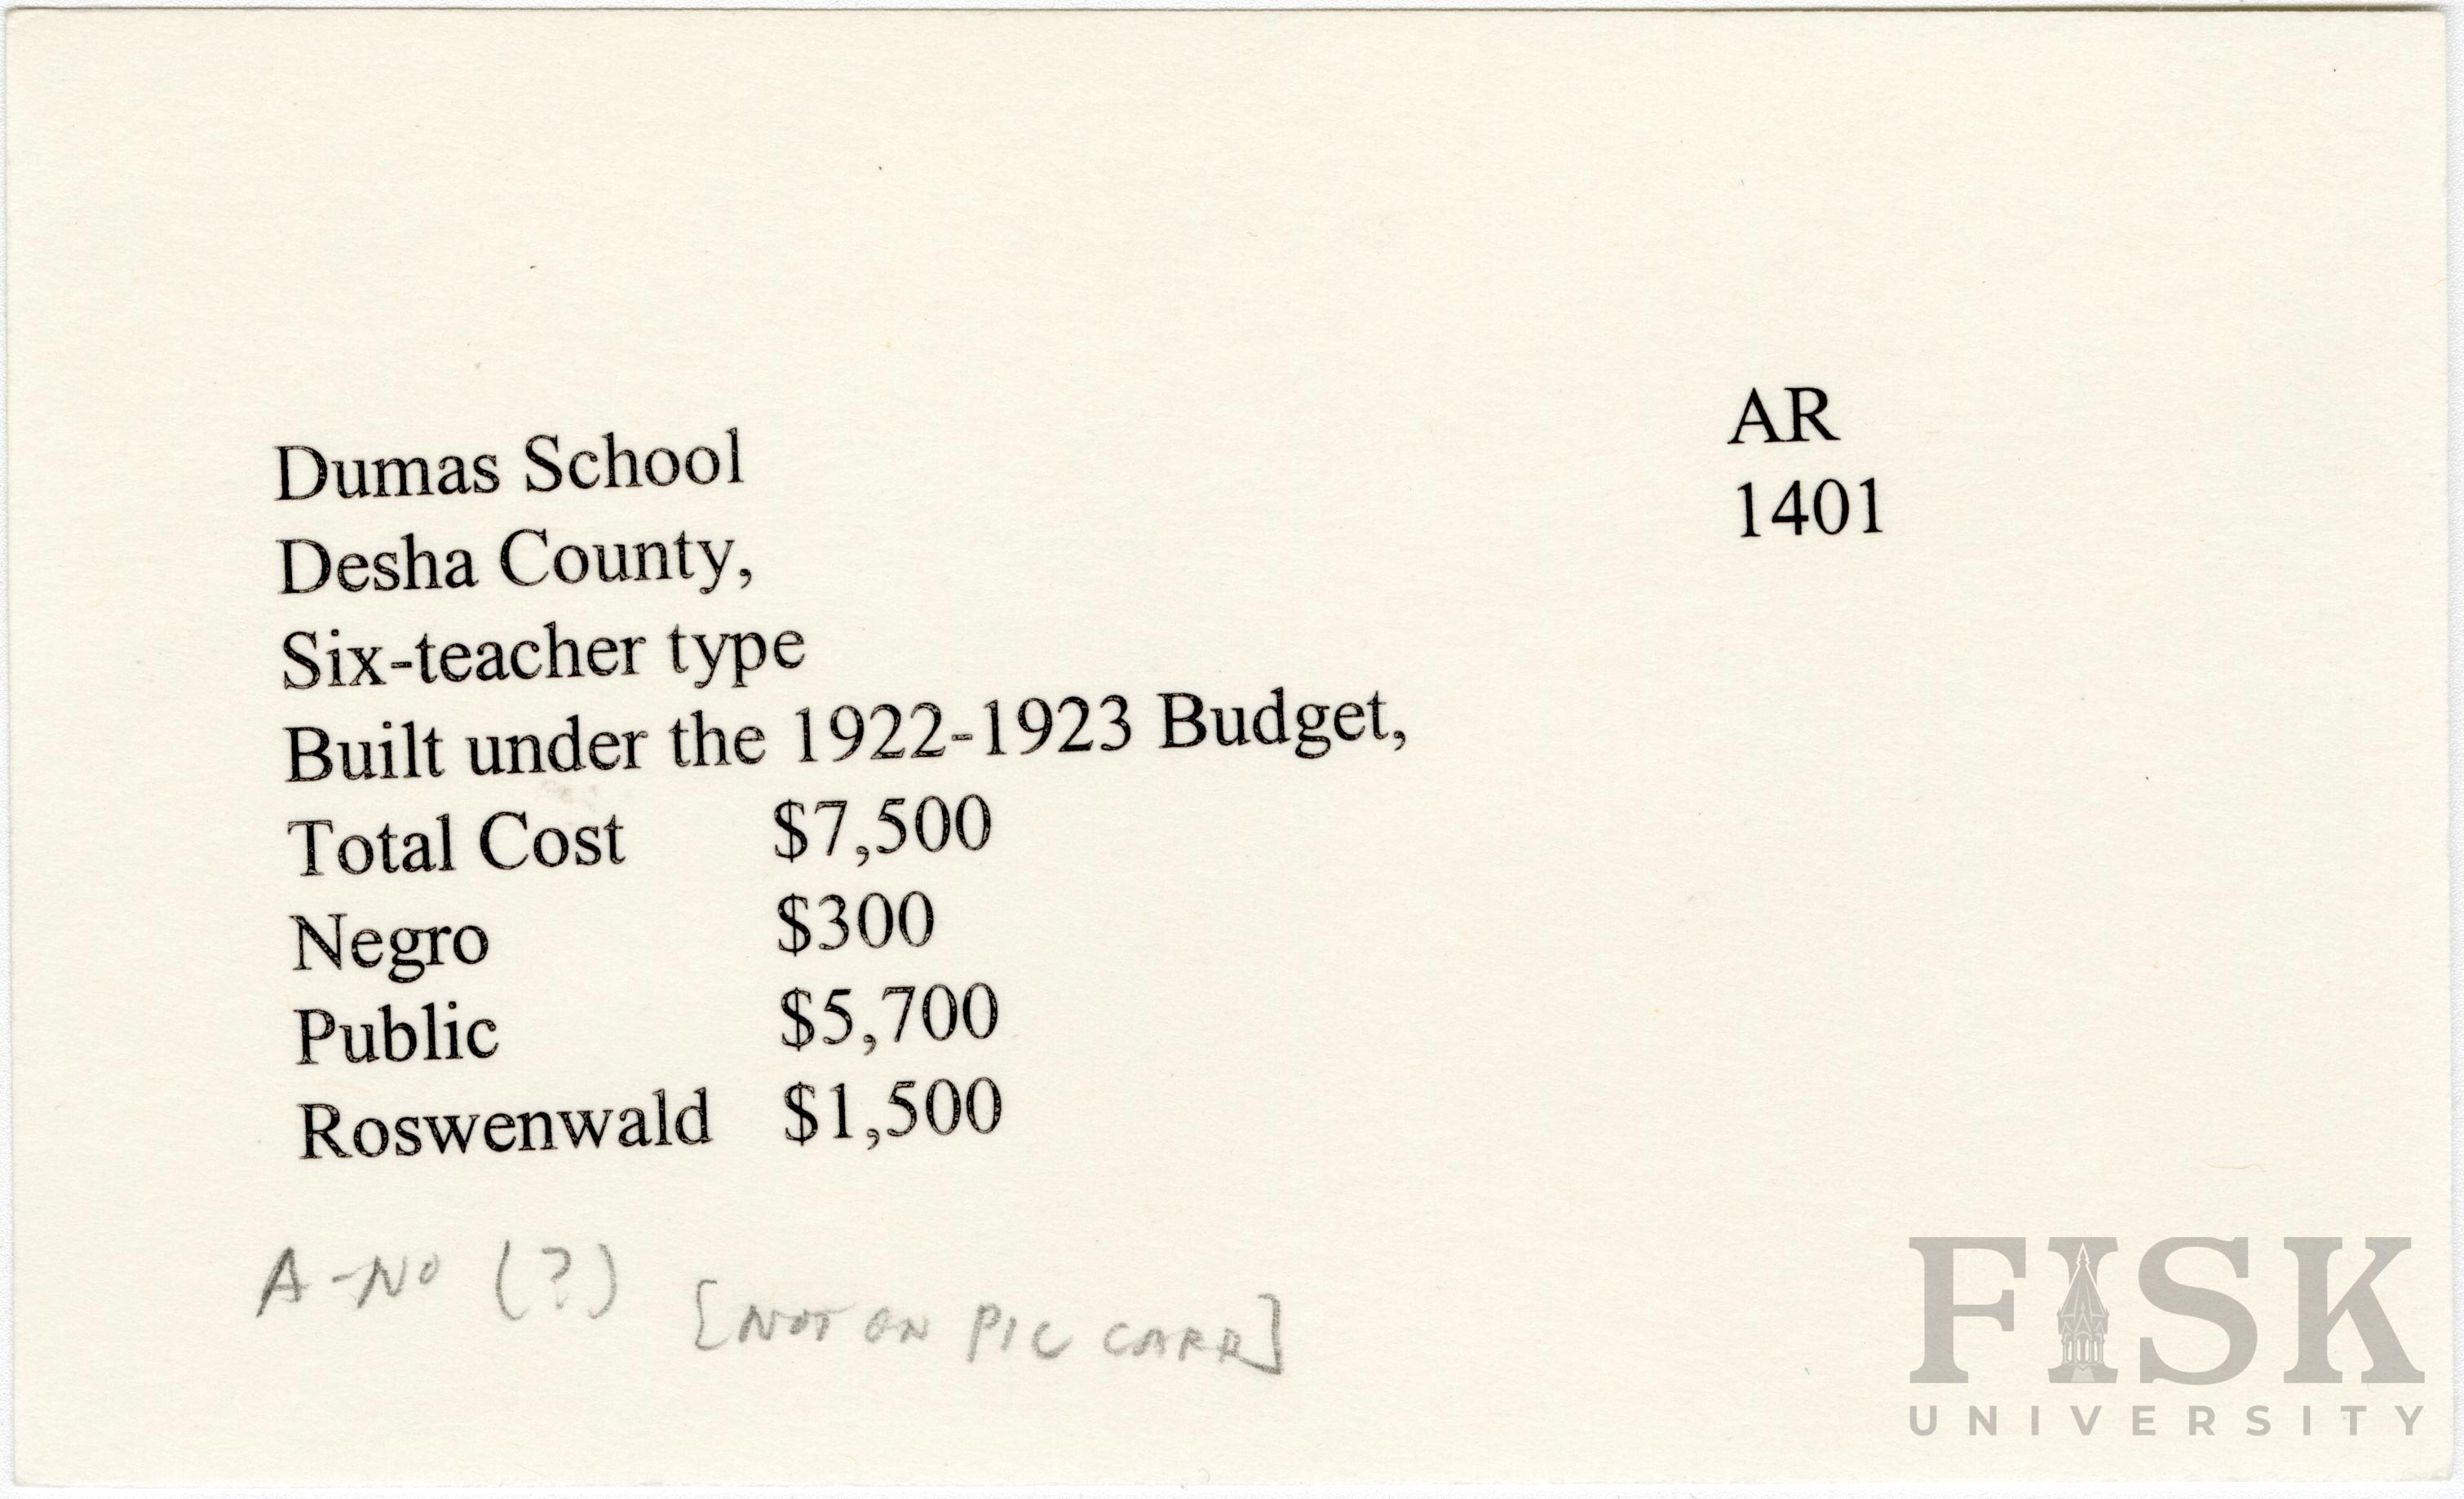 AR
1401
Dumas School
Desha County,
Six-teacher type
Built under the 1922-1923 Budget,
Total Cost $7,500
Negro $300
Public $5,700
Roswenwald $1,500
A-No (?)
[NOT ON PIC CARR]
FISK
UNIVERSITY